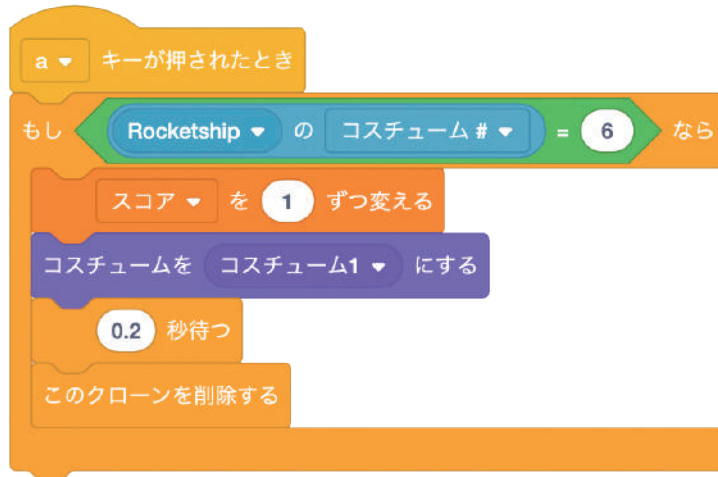 a キーが押されたとき
もし Rocketship の コスチューム # = 6 なら
スコア を 1 ずつ変える
コスチュームを コスチューム1 にする
0.2 秒待つ
このクローンを削除する